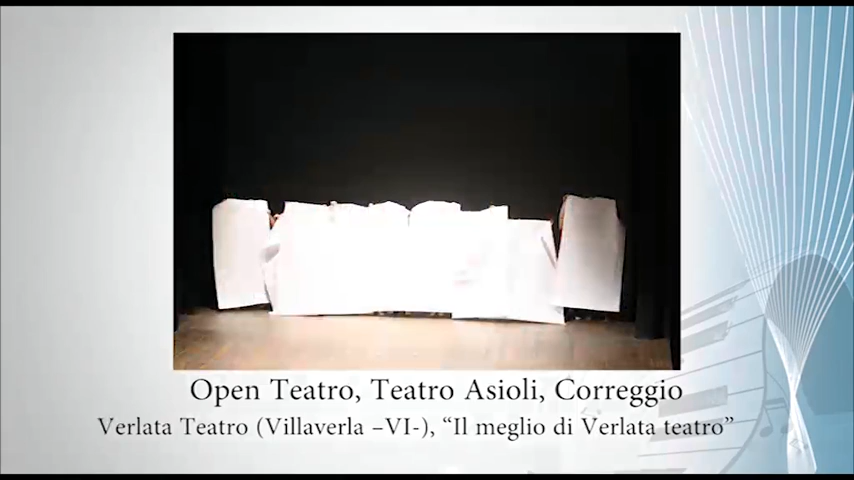 Open Teatro, Teatro Asioli, Correggio
Verlata Teatro (Villaverla –VI-), “Il meglio di Verlata teatro”